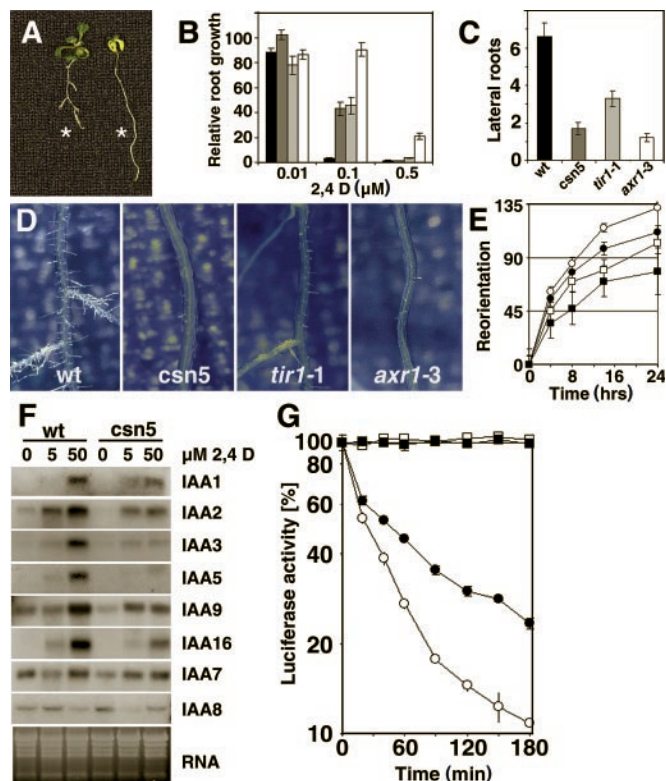 A
*
*
B
Relative root growth
100
80
60
40
20
0
0.01
0.1
0.5
2,4 D (μM)
C
Lateral roots
6
4
2
0
wt
csn5
tir1-1
axr1-3
D
wt
csn5
tir1-1
axr1-3
E
Reorientation
135
90
45
0
0 8 16 24
Time (hrs)
F
wt csn5
0 5 50 0 5 50 μM 2,4 D
IAA1
IAA2
IAA3
IAA5
IAA9
IAA16
IAA7
IAA8
RNA
G
Luciferase activity [%]
100
80
60
40
20
10
0 60 120 180
Time (min)